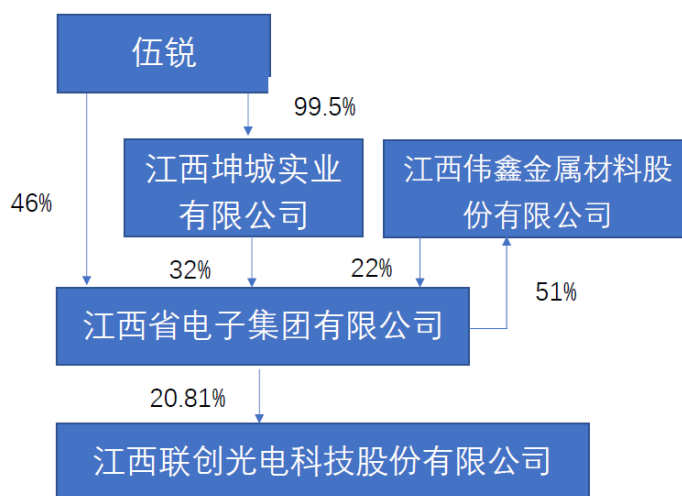 伍锐
99.5%
江西坤城实业
有限公司
江西伟鑫金属材料股
份有限公司
46%
32%
22%
51%
江西省电子集团有限公司
20.81%
江西联创光电科技股份有限公司